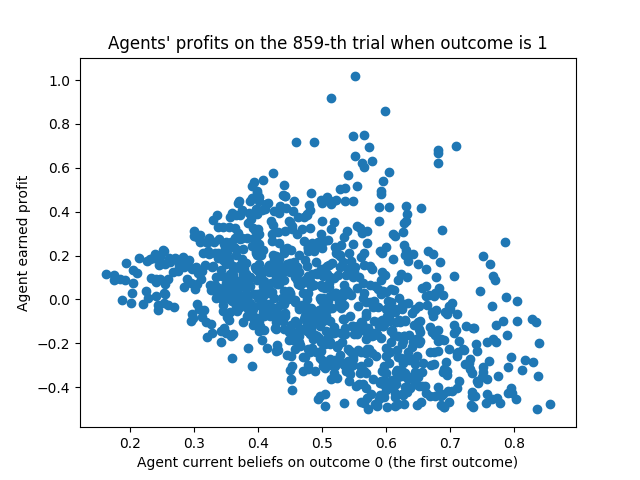 Agents' profits on the 859-th trial when outcome is 1
1.0
0.8
0.6
0.4
0.2
0.0
−0.2
−0.4
Agent earned profit
0.2 0.3 0.4 0.5 0.6 0.7 0.8
Agent current beliefs on outcome 0 (the first outcome)